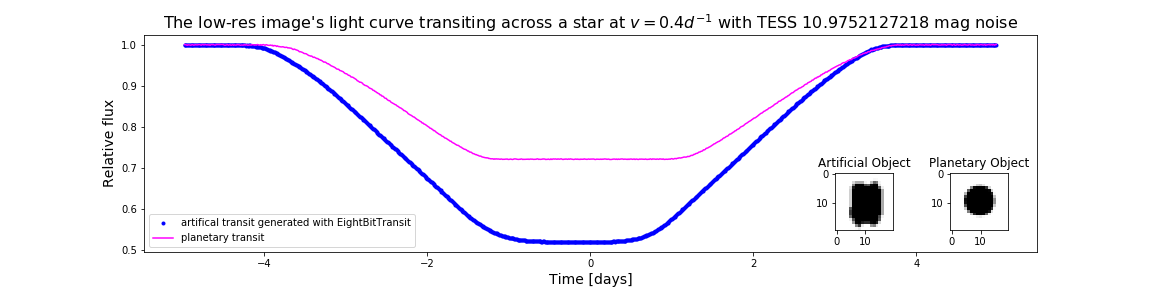 The low-res image's light curve transiting across a star at v = 0.4d⁻¹ with TESS 10.9752127218 mag noise
Relative flux
1.0
0.9
0.8
0.7
0.6
0.5
artifical transit generated with EightBitTransit
planetary transit
Artificial Object
0
10
0 10
Planetary Object
0
10
0 10
−4 −2 0 2 4
Time [days]